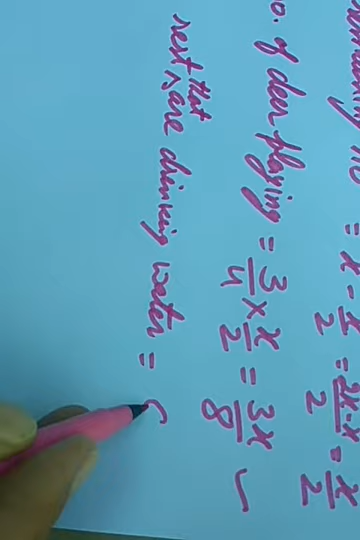 = x - x/2 = 2x-x/2 = x/2
o. of deer playing = 3/4 × x/2 = 3x/8 ✓
rest that are drinking water =